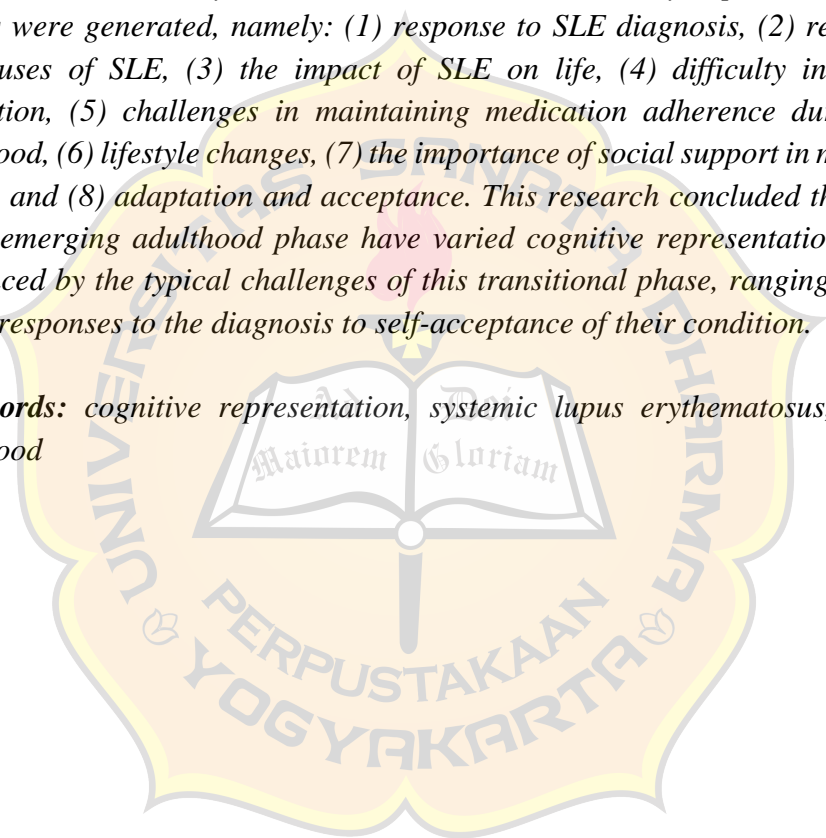 were generated, namely: (1) response to SLE diagnosis, (2) re
uses of SLE, (3) the impact of SLE on life, (4) difficulty in
tion, (5) challenges in maintaining medication adherence du
ood, (6) lifestyle changes, (7) the importance of social support in m
and (8) adaptation and acceptance. This research concluded th
emerging adulthood phase have varied cognitive representatio
ced by the typical challenges of this transitional phase, ranging
responses to the diagnosis to self-acceptance of their condition.
ords: cognitive representation, systemic lupus erythematosus,
ood
UNIVERSITAS SANATA DHARMA
Ad Dei
Maiorem Gloriam
PERPUSTAKAAN
YOGYAKARTA